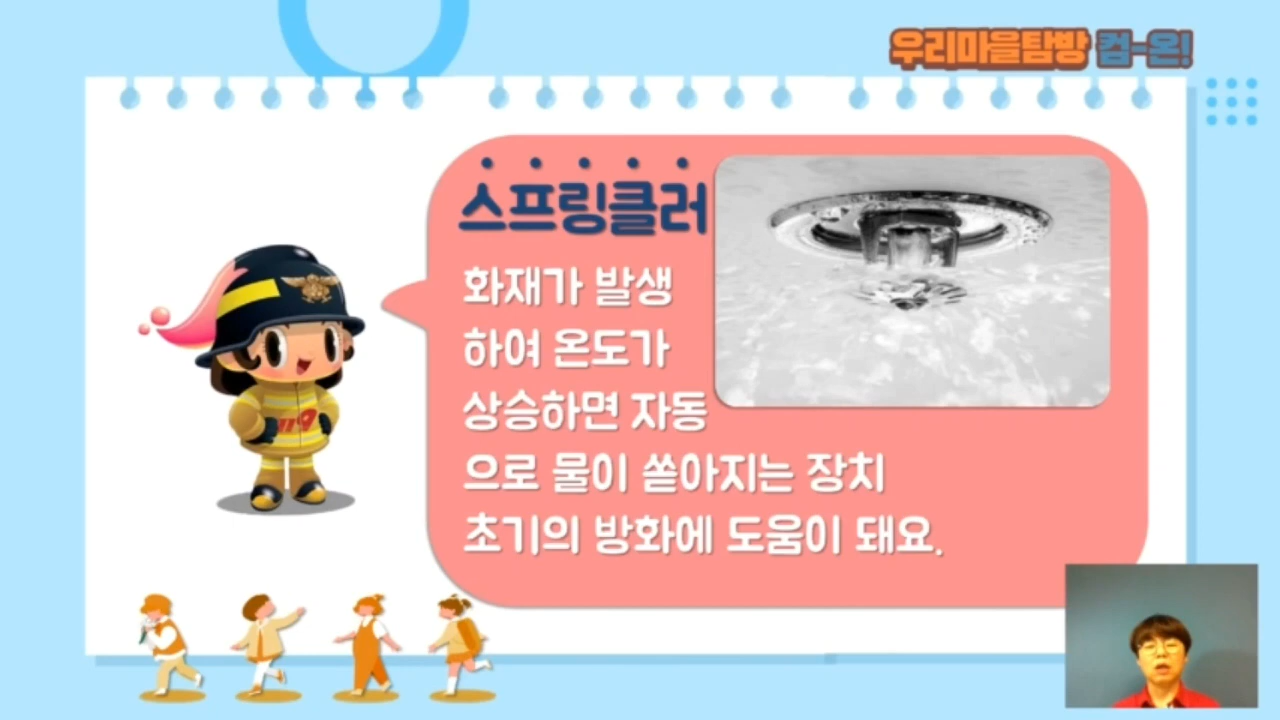 우리마을탐방 컴-온!
스프링클러
화재가 발생
하여 온도가
상승하면 자동
으로 물이 쏟아지는 장치
초기의 방화에 도움이 돼요.
119